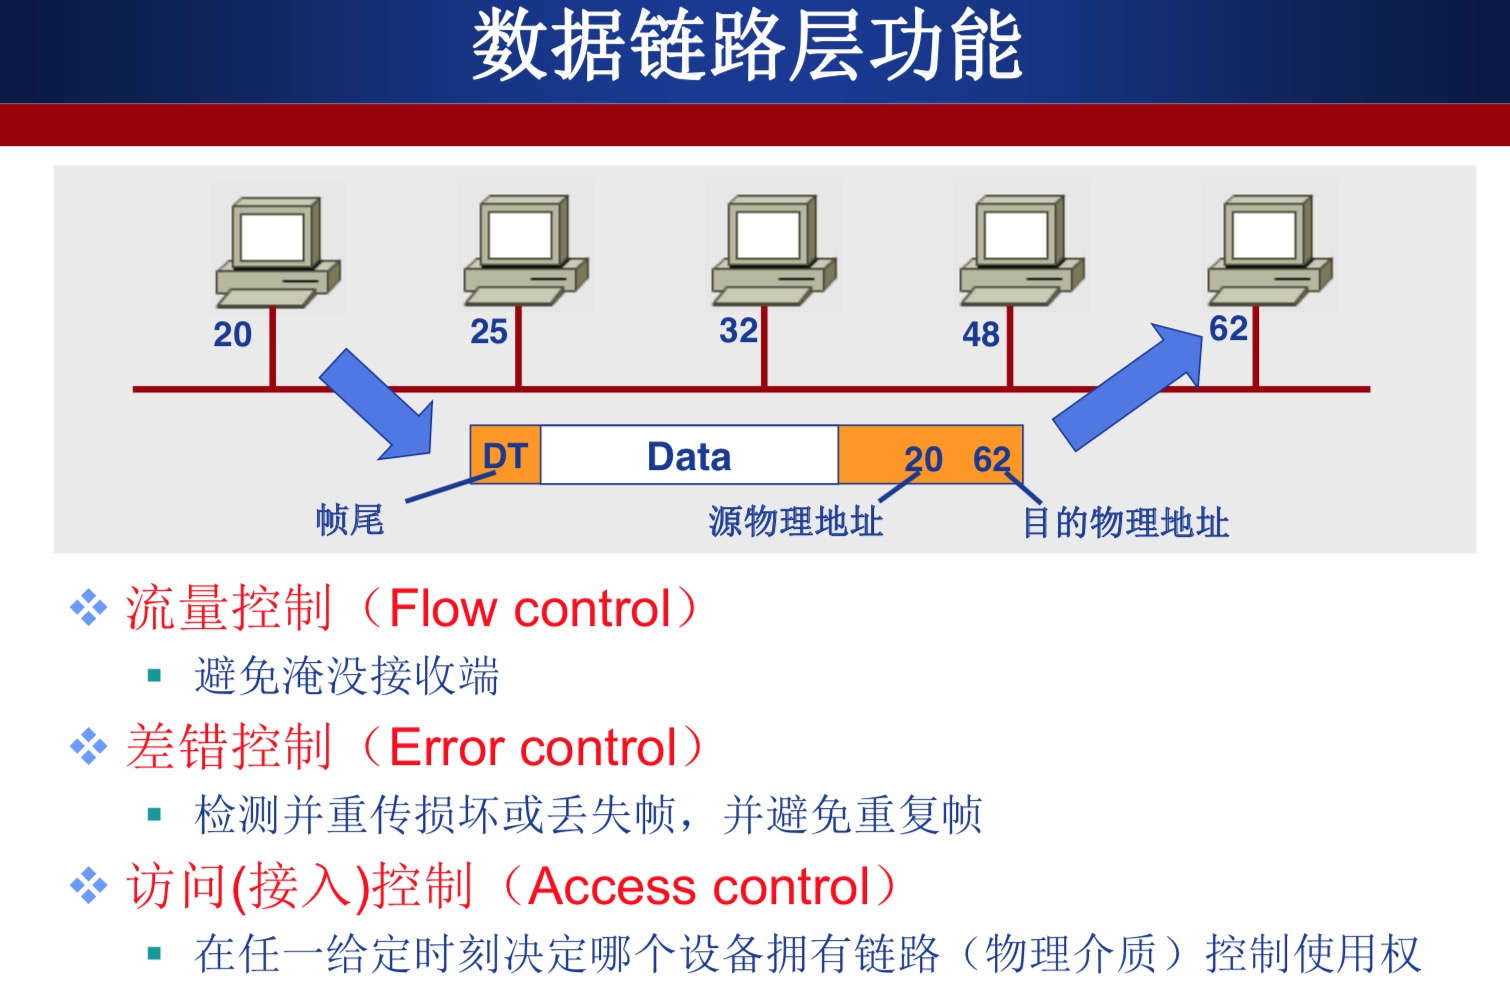 数据链路层功能
20 25 32 48 62
DT Data 20 62
帧尾 源物理地址 目的物理地址
流量控制（Flow control）
避免淹没接收端
差错控制（Error control）
检测并重传损坏或丢失帧，并避免重复帧
访问(接入)控制（Access control）
在任一给定时刻决定哪个设备拥有链路（物理介质）控制使用权